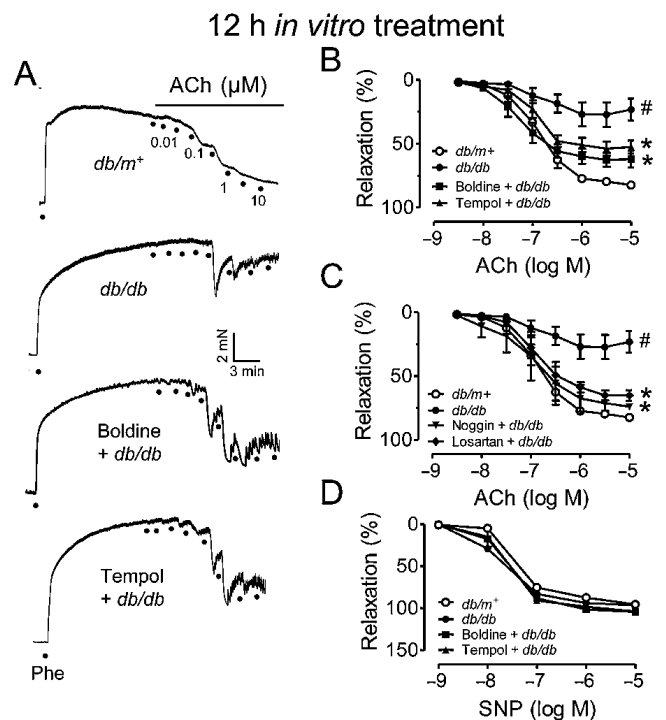 12 h in vitro treatment
A
ACh (µM)
0.01
0.1
1
10
db/m+
db/db
2 mN
3 min
Boldine
+ db/db
Tempol
+ db/db
Phe
B
Relaxation (%)
0
50
100
db/m+
db/db
Boldine + db/db
Tempol + db/db
#
*
*
−9 −8 −7 −6 −5
ACh (log M)
C
Relaxation (%)
0
50
100
db/m+
db/db
Noggin + db/db
Losartan + db/db
#
*
*
−9 −8 −7 −6 −5
ACh (log M)
D
Relaxation (%)
0
50
100
150
db/m+
db/db
Boldine + db/db
Tempol + db/db
−9 −8 −7 −6 −5
SNP (log M)